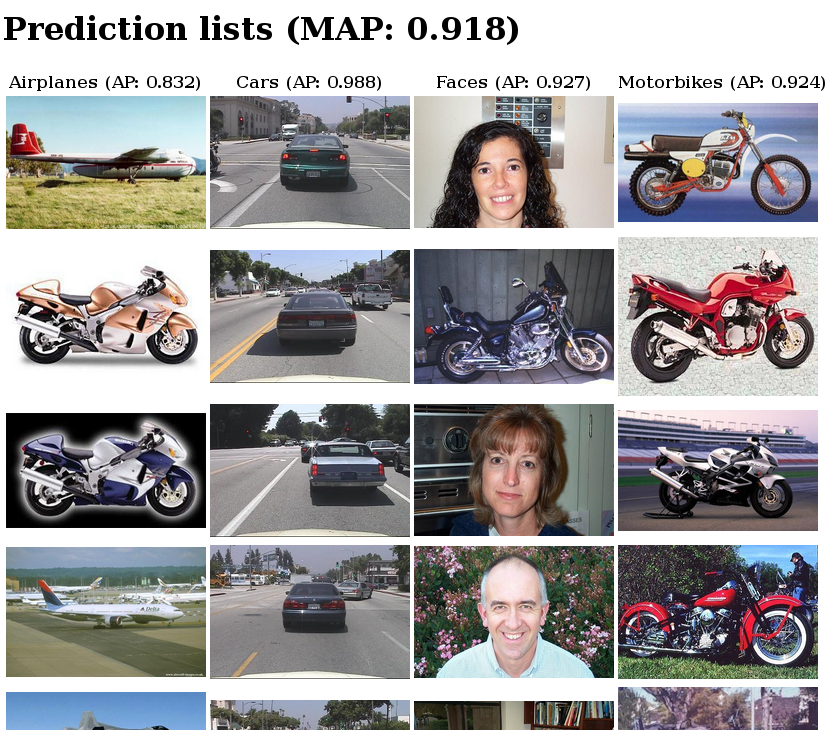 Prediction lists (MAP: 0.918)
Airplanes (AP: 0.832)
Cars (AP: 0.988)
Faces (AP: 0.927)
Motorbikes (AP: 0.924)
Delta